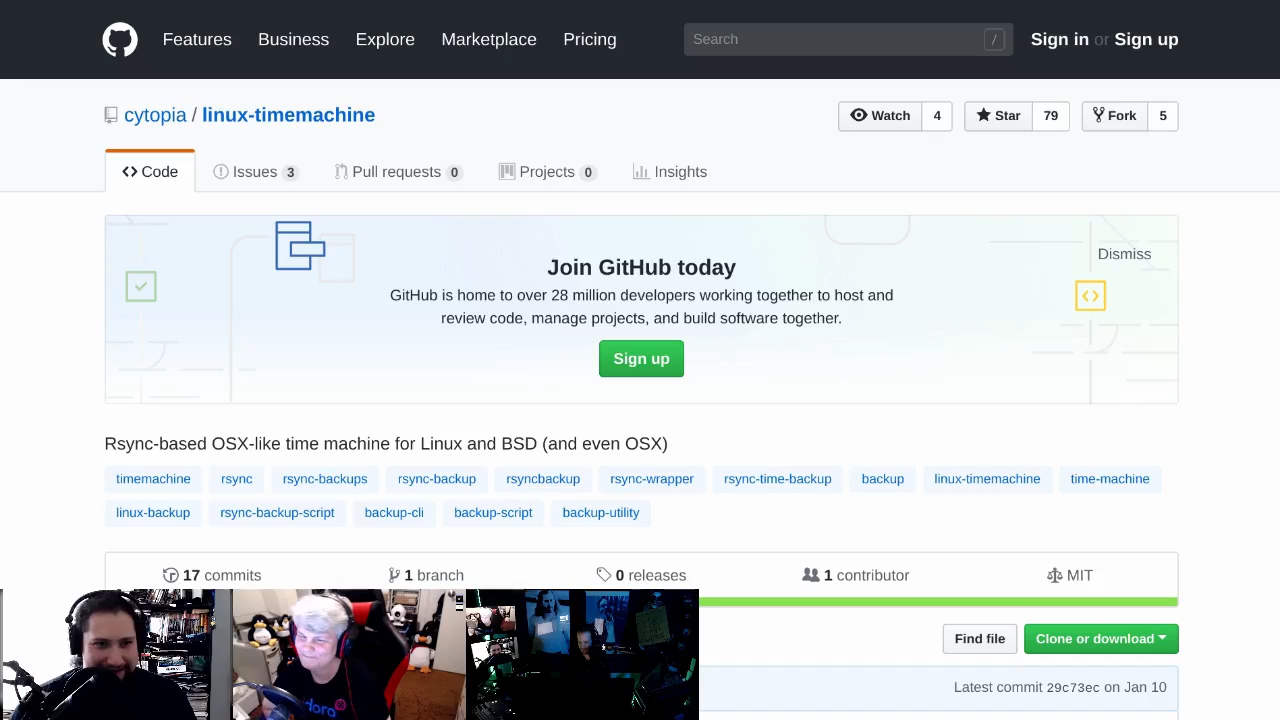 Features Business Explore Marketplace Pricing Search / Sign in or Sign up
cytopia / linux-timemachine Watch 4 Star 79 Fork 5
Code Issues 3 Pull requests 0 Projects 0 Insights
Dismiss
Join GitHub today
GitHub is home to over 28 million developers working together to host and
review code, manage projects, and build software together.
Sign up
Rsync-based OSX-like time machine for Linux and BSD (and even OSX)
timemachine rsync rsync-backups rsync-backup rsyncbackup rsync-wrapper rsync-time-backup backup linux-timemachine time-machine
linux-backup rsync-backup-script backup-cli backup-script backup-utility
17 commits 1 branch 0 releases 1 contributor MIT
Find file Clone or download
Latest commit 29c73ec on Jan 10